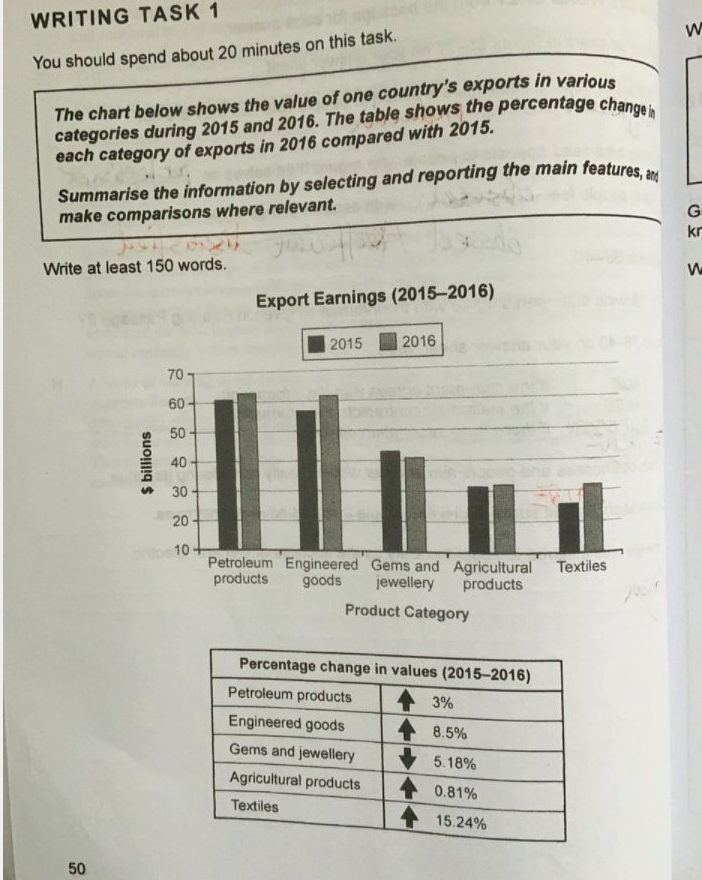 WRITING TASK 1
You should spend about 20 minutes on this task.
The chart below shows the value of one country's exports in various
categories during 2015 and 2016. The table shows the percentage change in
each category of exports in 2016 compared with 2015.
Summarise the information by selecting and reporting the main features, and
make comparisons where relevant.
Write at least 150 words.
Export Earnings (2015–2016)
2015 2016
$ billions
70
60
50
40
30
20
10
Petroleum products
Engineered goods
Gems and jewellery
Agricultural products
Textiles
Product Category
Percentage change in values (2015–2016)
Petroleum products 3%
Engineered goods 8.5%
Gems and jewellery 5.18%
Agricultural products 0.81%
Textiles 15.24%
50